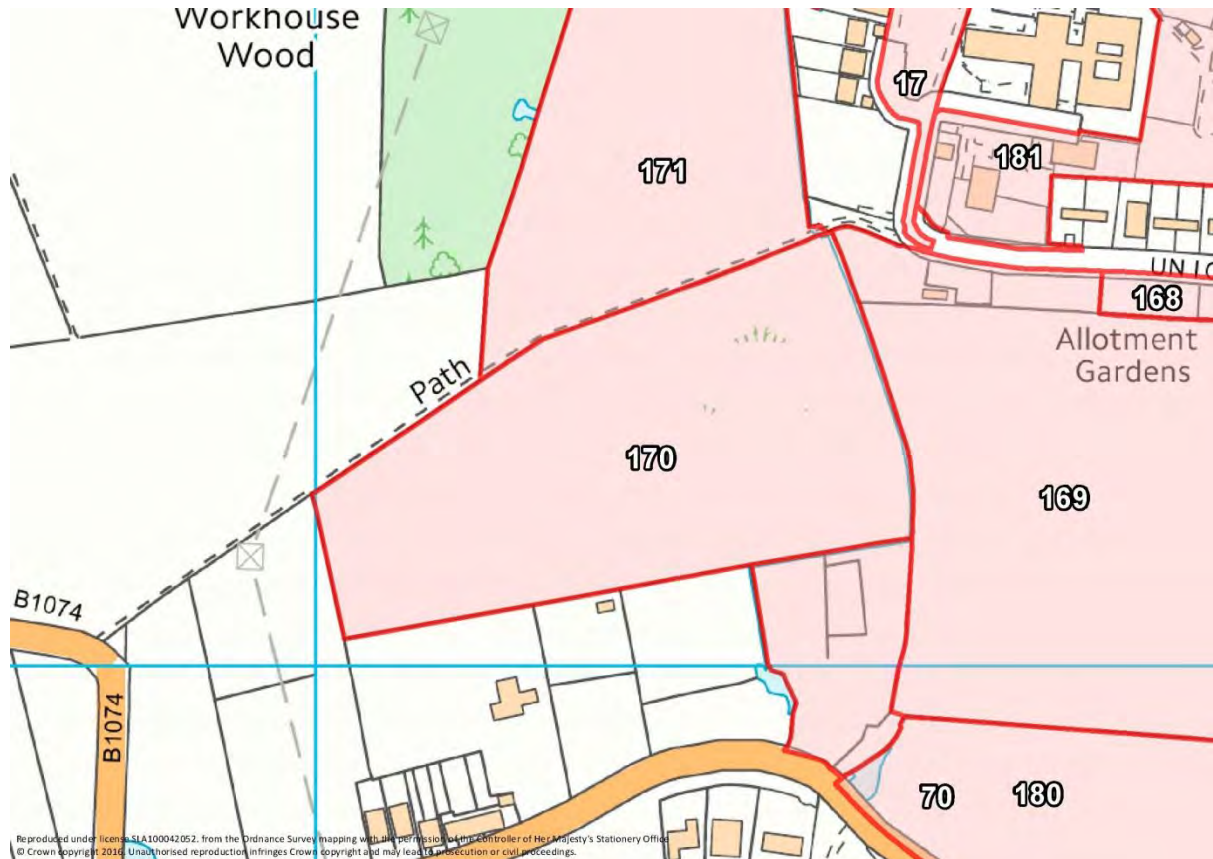 Workhouse
Wood
17
171
181
UNIO
168
Allotment
Gardens
Path
170
169
B1074
B1074
70
180
Reproduced under license SLA100042052. from the Ordnance Survey mapping with the permission of the Controller of Her Majesty's Stationery Office
© Crown copyright 2016. Unauthorised reproduction infringes Crown copyright and may lead to prosecution or civil proceedings.